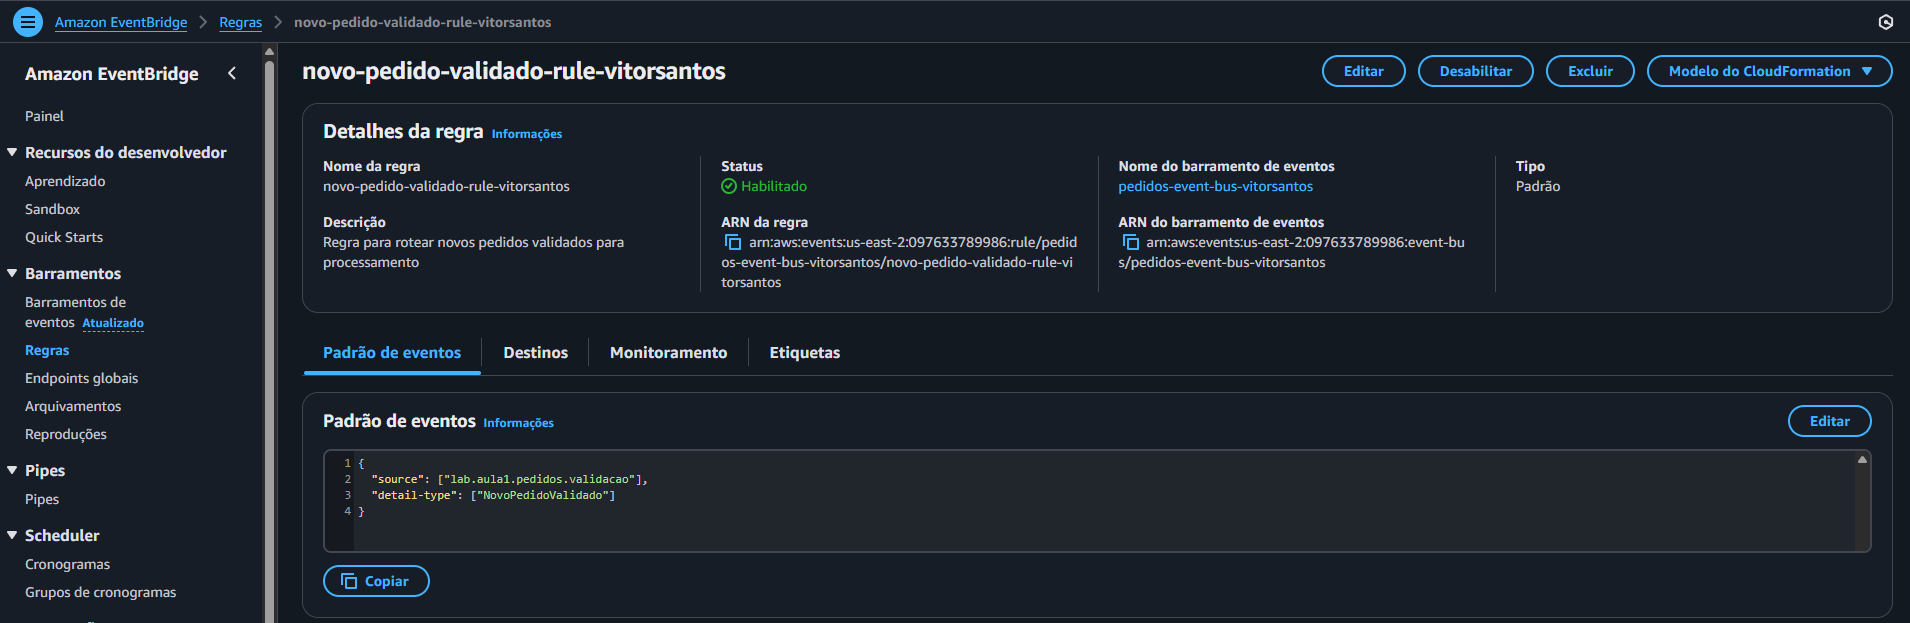 Amazon EventBridge > Regras > novo-pedido-validado-rule-vitorsantos
Amazon EventBridge
Painel
Recursos do desenvolvedor
Aprendizado
Sandbox
Quick Starts
Barramentos
Barramentos de
eventos Atualizado
Regras
Endpoints globais
Arquivamentos
Reproduções
Pipes
Pipes
Scheduler
Cronogramas
Grupos de cronogramas
novo-pedido-validado-rule-vitorsantos
Editar
Desabilitar
Excluir
Modelo do CloudFormation
Detalhes da regra Informações
Nome da regra
novo-pedido-validado-rule-vitorsantos
Descrição
Regra para rotear novos pedidos validados para
processamento
Status
Habilitado
ARN da regra
arn:aws:events:us-east-2:097633789986:rule/pedid
os-event-bus-vitorsantos/novo-pedido-validado-rule-vi
torsantos
Nome do barramento de eventos
pedidos-event-bus-vitorsantos
ARN do barramento de eventos
arn:aws:events:us-east-2:097633789986:event-bu
s/pedidos-event-bus-vitorsantos
Tipo
Padrão
Padrão de eventos
Destinos
Monitoramento
Etiquetas
Padrão de eventos Informações
Editar
1 {
2 "source": ["lab.aula1.pedidos.validacao"],
3 "detail-type": ["NovoPedidoValidado"]
4 }
Copiar